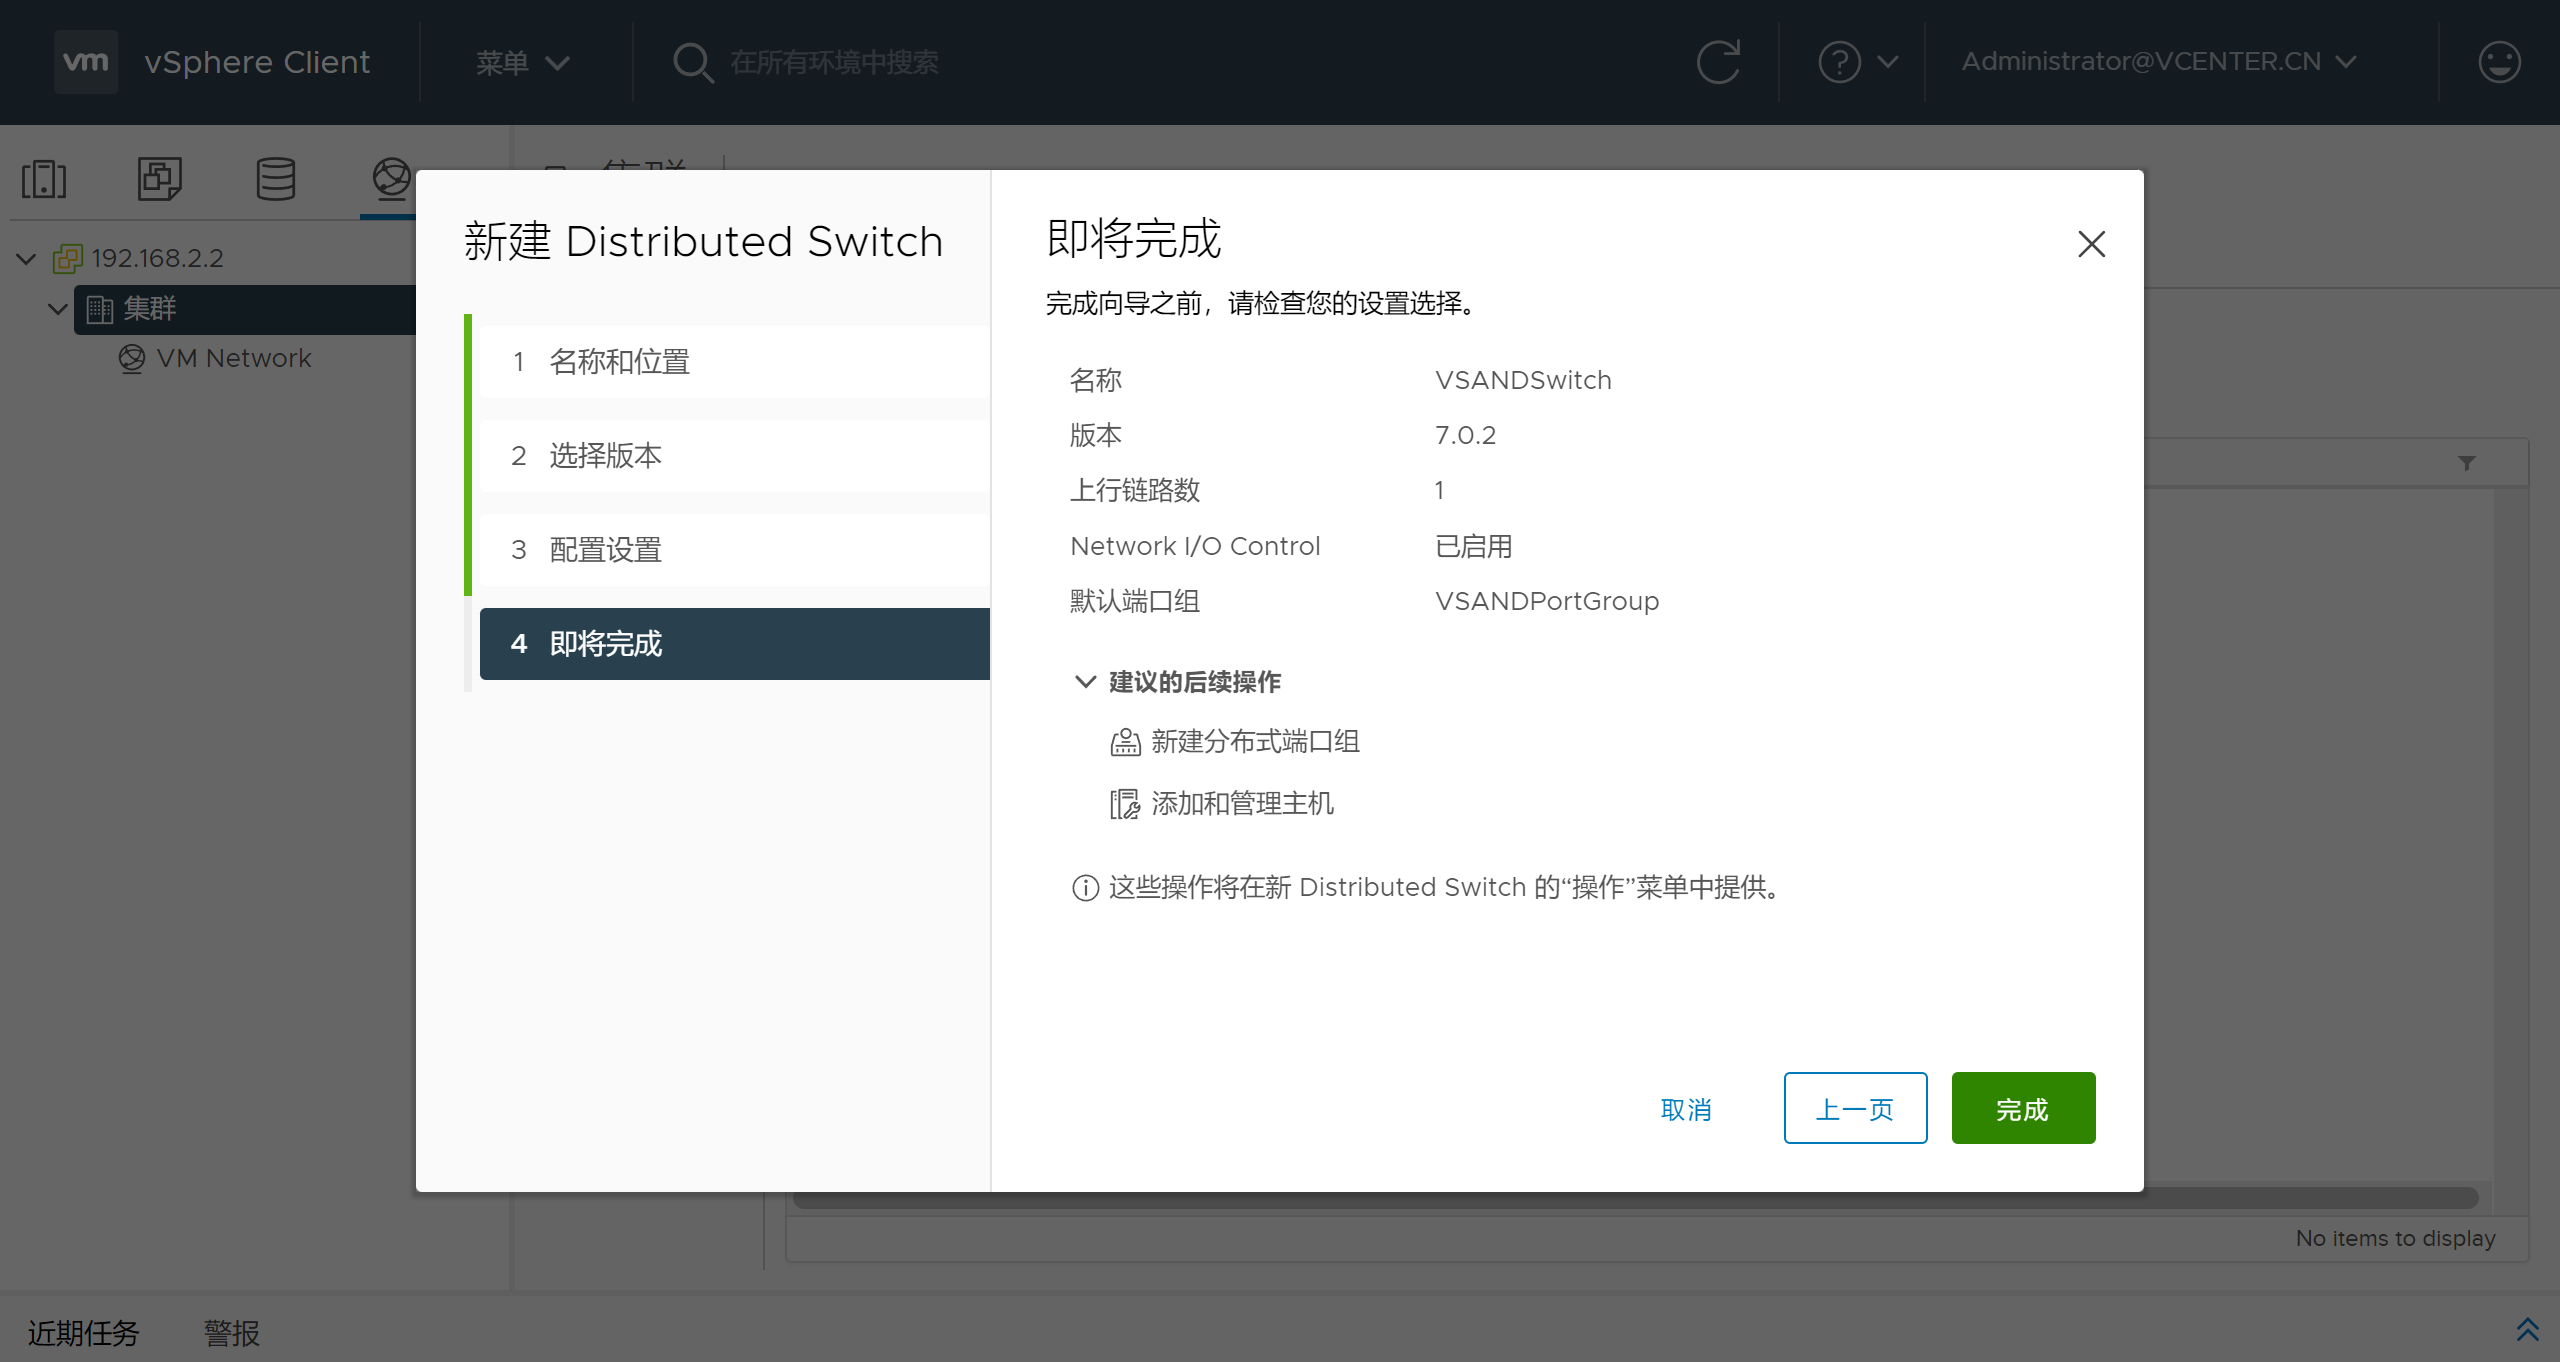 vm vSphere Client 菜单 在所有环境中搜索 Administrator@VCENTER.CN
192.168.2.2
集群
VM Network
新建 Distributed Switch
1 名称和位置
2 选择版本
3 配置设置
4 即将完成
即将完成
完成向导之前，请检查您的设置选择。
名称 VSANDSwitch
版本 7.0.2
上行链路数 1
Network I/O Control 已启用
默认端口组 VSANDPortGroup
建议的后续操作
新建分布式端口组
添加和管理主机
这些操作将在新 Distributed Switch 的“操作”菜单中提供。
取消 上一页 完成
No items to display
近期任务 警报